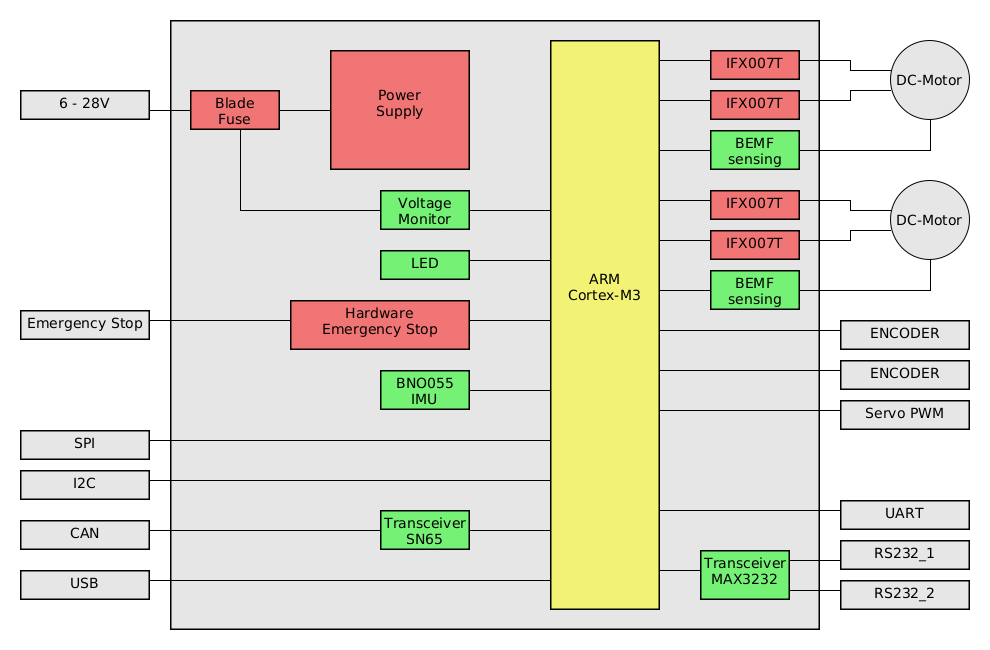 6 - 28V
Blade
Fuse
Power
Supply
Voltage
Monitor
LED
Emergency Stop
Hardware
Emergency Stop
BNO055
IMU
SPI
I2C
CAN
Transceiver
SN65
USB
ARM
Cortex-M3
IFX007T
IFX007T
BEMF
sensing
DC-Motor
IFX007T
IFX007T
BEMF
sensing
DC-Motor
ENCODER
ENCODER
Servo PWM
UART
Transceiver
MAX3232
RS232_1
RS232_2